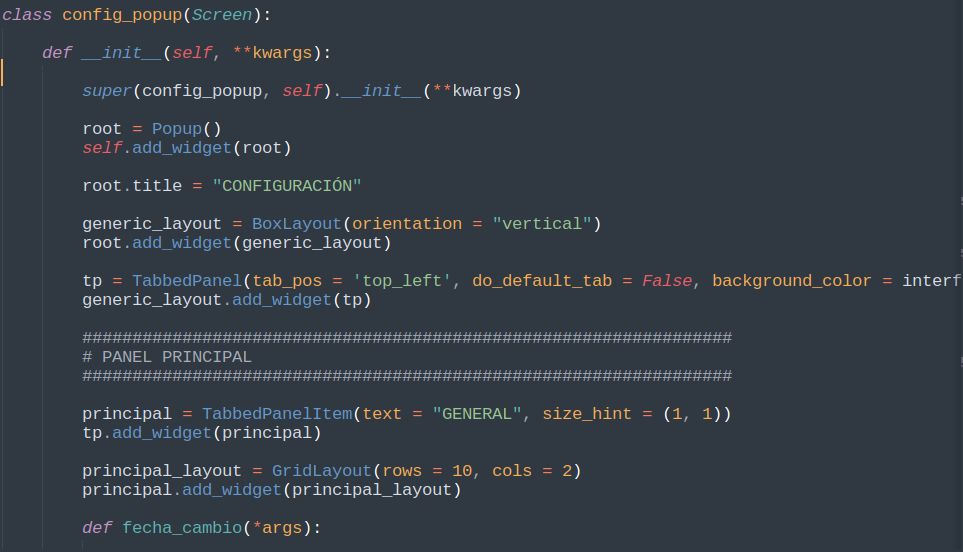 class config_popup(Screen):
def __init__(self, **kwargs):
super(config_popup, self).__init__(**kwargs)
root = Popup()
self.add_widget(root)
root.title = "CONFIGURACIÓN"
generic_layout = BoxLayout(orientation = "vertical")
root.add_widget(generic_layout)
tp = TabbedPanel(tab_pos = 'top_left', do_default_tab = False, background_color = interf
generic_layout.add_widget(tp)
#################################################################
# PANEL PRINCIPAL
#################################################################
principal = TabbedPanelItem(text = "GENERAL", size_hint = (1, 1))
tp.add_widget(principal)
principal_layout = GridLayout(rows = 10, cols = 2)
principal.add_widget(principal_layout)
def fecha_cambio(*args):